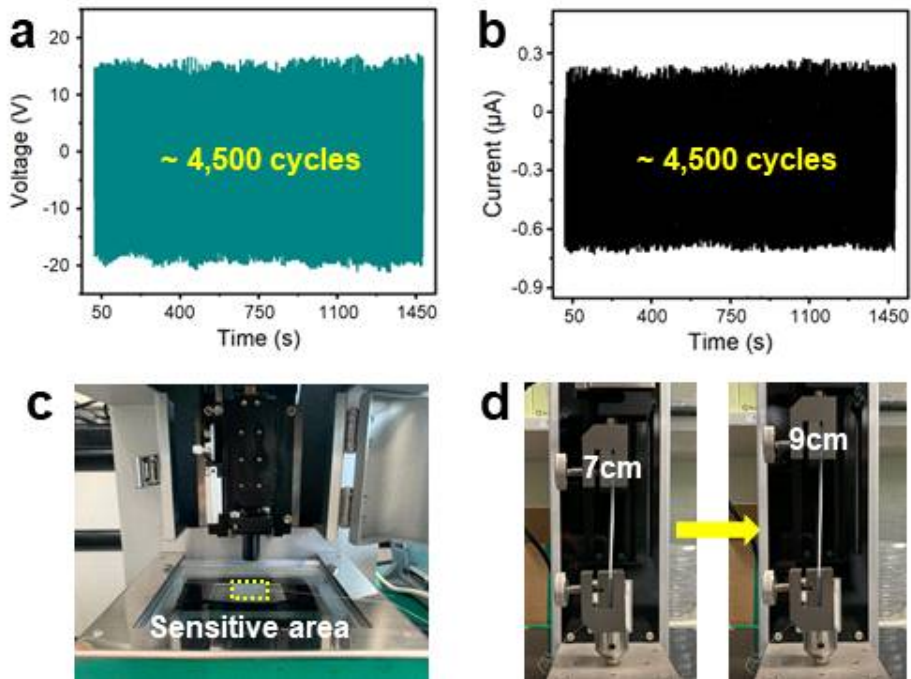 a
20
10
0
-10
-20
Voltage (V)
~ 4,500 cycles
50 400 750 1100 1450
Time (s)
b
0.3
0
-0.3
-0.6
-0.9
Current (μA)
~ 4,500 cycles
50 400 750 1100 1450
Time (s)
c
Sensitive area
d
7cm
9cm